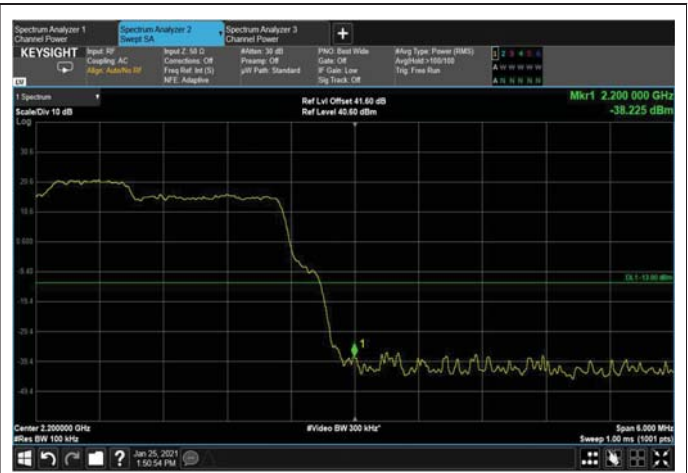 Spectrum Analyzer 1
Channel Power
Spectrum Analyzer 2
Swept SA
Spectrum Analyzer 3
Channel Power
+
KEYSIGHT
Input: RF
Coupling: AC
Align: Auto/No RF
Input Z: 50 Ω
Corrections: Off
Freq Ref: Int (S)
NFE: Adaptive
#Atten: 30 dB
Preamp: Off
µW Path: Standard
PNO: Best Wide
Gate: Off
IF Gain: Low
Sig Track: Off
#Avg Type: Power (RMS)
Avg|Hold:>100/100
Trig: Free Run
1 2 3 4 5 6
A W W W W W
A N N N N N
1 Spectrum
Scale/Div 10 dB
Log
Ref Lvl Offset 41.60 dB
Ref Level 40.60 dBm
Mkr1 2.200 000 GHz
-38.225 dBm
30.6
20.6
10.6
0.600
-9.40
DL1 -13.00 dBm
-19.4
-29.4
-39.4
-49.4
1
Center 2.200000 GHz
#Res BW 100 kHz
#Video BW 300 kHz*
Span 6.000 MHz
Sweep 1.00 ms (1001 pts)
?
Jan 25, 2021
1:50:54 PM